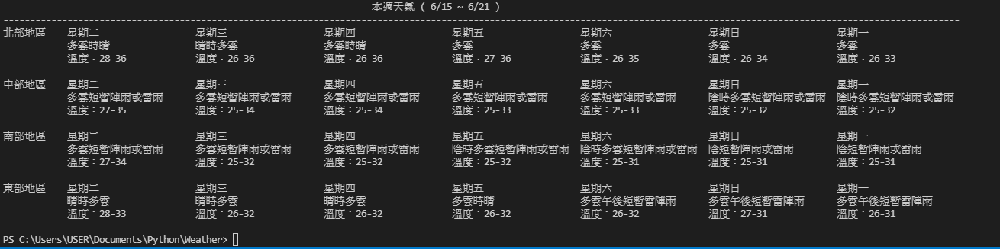 本週天氣 ( 6/15 ~ 6/21 )
------------------------------------------------------------------------------------------------------------------------------------------------------------------------------------
北部地區 星期二 星期三 星期四 星期五 星期六 星期日 星期一
多雲時晴 晴時多雲 多雲時晴 多雲 多雲 多雲 多雲
溫度：28-36 溫度：26-36 溫度：26-36 溫度：27-36 溫度：26-35 溫度：26-34 溫度：26-33
中部地區 星期二 星期三 星期四 星期五 星期六 星期日 星期一
多雲短暫陣雨或雷雨 多雲短暫陣雨或雷雨 多雲短暫陣雨或雷雨 多雲短暫陣雨或雷雨 多雲短暫陣雨或雷雨 陰時多雲短暫陣雨或雷雨 陰時多雲短暫陣雨或雷雨
溫度：27-35 溫度：25-34 溫度：25-34 溫度：25-33 溫度：25-33 溫度：25-32 溫度：25-32
南部地區 星期二 星期三 星期四 星期五 星期六 星期日 星期一
多雲短暫陣雨或雷雨 多雲短暫陣雨或雷雨 多雲短暫陣雨或雷雨 陰時多雲短暫陣雨或雷雨 陰時多雲短暫陣雨或雷雨 陰短暫陣雨或雷雨 陰短暫陣雨或雷雨
溫度：27-34 溫度：25-32 溫度：25-32 溫度：25-32 溫度：25-31 溫度：25-31 溫度：25-31
東部地區 星期二 星期三 星期四 星期五 星期六 星期日 星期一
晴時多雲 晴時多雲 晴時多雲 多雲時晴 多雲午後短暫雷陣雨 多雲午後短暫雷陣雨 多雲午後短暫雷陣雨
溫度：28-33 溫度：26-32 溫度：26-32 溫度：26-32 溫度：26-32 溫度：27-31 溫度：26-31
PS C:\Users\USER\Documents\Python\Weather>